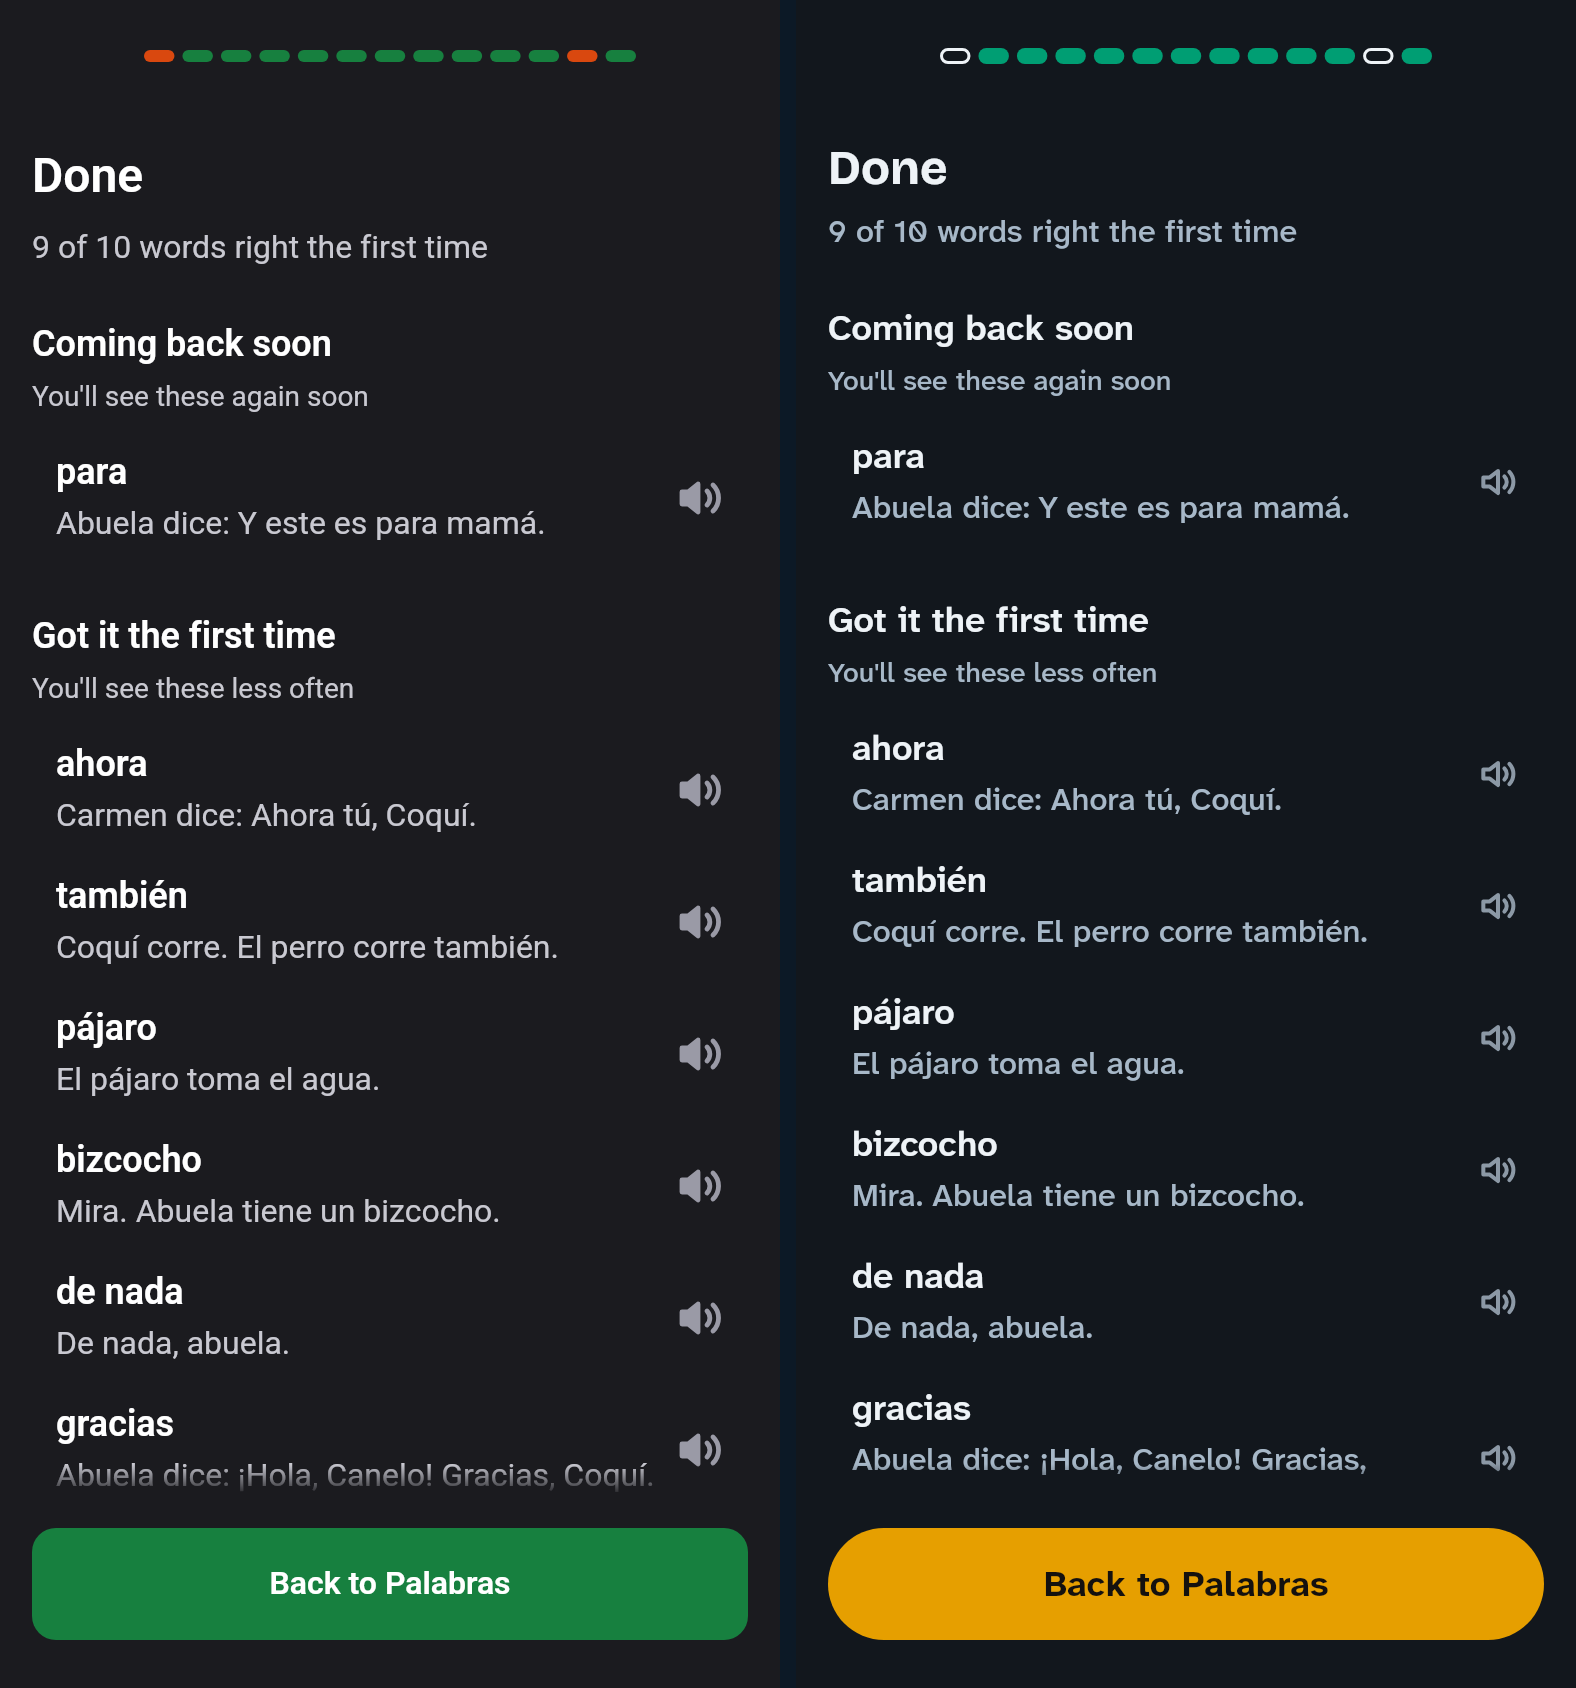 Done
9 of 10 words right the first time
Coming back soon
You'll see these again soon
para
Abuela dice: Y este es para mamá.
Got it the first time
You'll see these less often
ahora
Carmen dice: Ahora tú, Coquí.
también
Coquí corre. El perro corre también.
pájaro
El pájaro toma el agua.
bizcocho
Mira. Abuela tiene un bizcocho.
de nada
De nada, abuela.
gracias
Abuela dice: ¡Hola, Canelo! Gracias, Coquí.
Back to Palabras
Done
9 of 10 words right the first time
Coming back soon
You'll see these again soon
para
Abuela dice: Y este es para mamá.
Got it the first time
You'll see these less often
ahora
Carmen dice: Ahora tú, Coquí.
también
Coquí corre. El perro corre también.
pájaro
El pájaro toma el agua.
bizcocho
Mira. Abuela tiene un bizcocho.
de nada
De nada, abuela.
gracias
Abuela dice: ¡Hola, Canelo! Gracias,
Back to Palabras